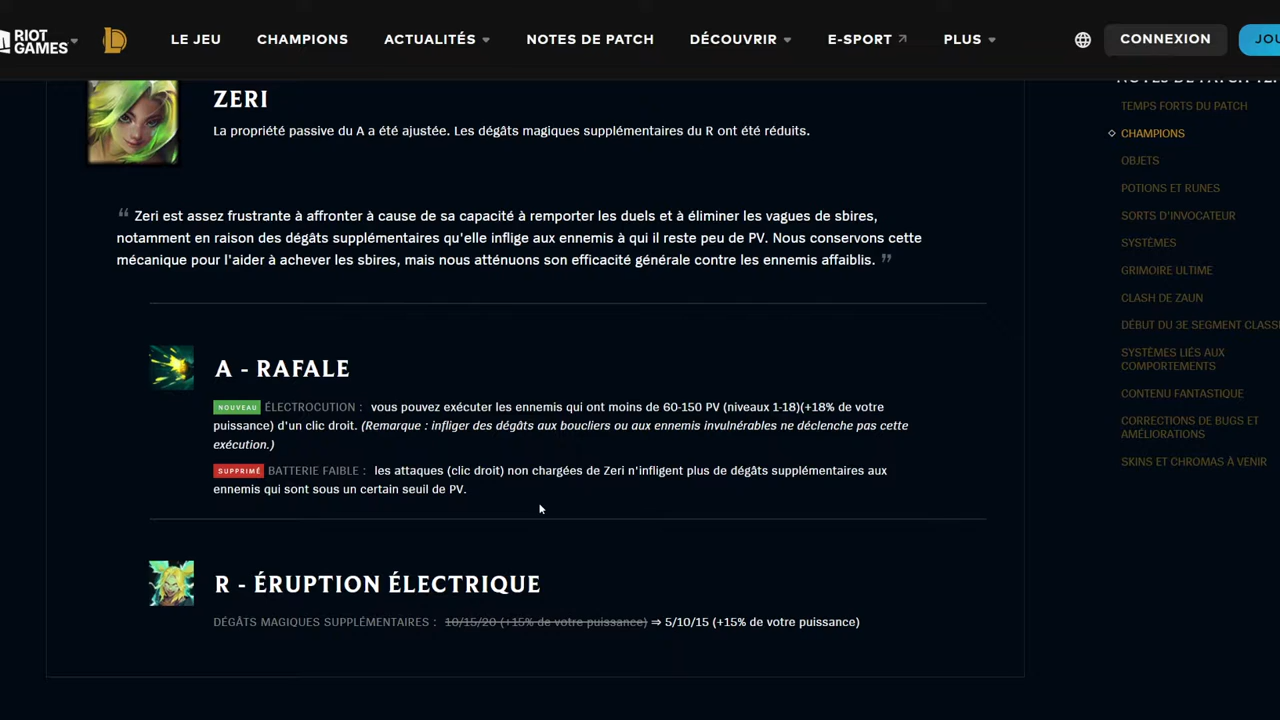 RIOT GAMES
LE JEU
CHAMPIONS
ACTUALITÉS
NOTES DE PATCH
DÉCOUVRIR
E-SPORT
PLUS
CONNEXION
ZERI
La propriété passive du A a été ajustée. Les dégâts magiques supplémentaires du R ont été réduits.
“ Zeri est assez frustrante à affronter à cause de sa capacité à remporter les duels et à éliminer les vagues de sbires,
notamment en raison des dégâts supplémentaires qu'elle inflige aux ennemis à qui il reste peu de PV. Nous conservons cette
mécanique pour l'aider à achever les sbires, mais nous atténuons son efficacité générale contre les ennemis affaiblis. ”
A - RAFALE
NOUVEAU ÉLECTROCUTION : vous pouvez exécuter les ennemis qui ont moins de 60-150 PV (niveaux 1-18)(+18% de votre
puissance) d'un clic droit. (Remarque : infliger des dégâts aux boucliers ou aux ennemis invulnérables ne déclenche pas cette
exécution.)
SUPPRIMÉ BATTERIE FAIBLE : les attaques (clic droit) non chargées de Zeri n'infligent plus de dégâts supplémentaires aux
ennemis qui sont sous un certain seuil de PV.
R - ÉRUPTION ÉLECTRIQUE
DÉGÂTS MAGIQUES SUPPLÉMENTAIRES : 10/15/20 (+15% de votre puissance) ⇒ 5/10/15 (+15% de votre puissance)
NOTES DE PATCH
TEMPS FORTS DU PATCH
CHAMPIONS
OBJETS
POTIONS ET RUNES
SORTS D'INVOCATEUR
SYSTÈMES
GRIMOIRE ULTIME
CLASH DE ZAUN
DÉBUT DU 3E SEGMENT CLASS
SYSTÈMES LIÉS AUX
COMPORTEMENTS
CONTENU FANTASTIQUE
CORRECTIONS DE BUGS ET
AMÉLIORATIONS
SKINS ET CHROMAS À VENIR